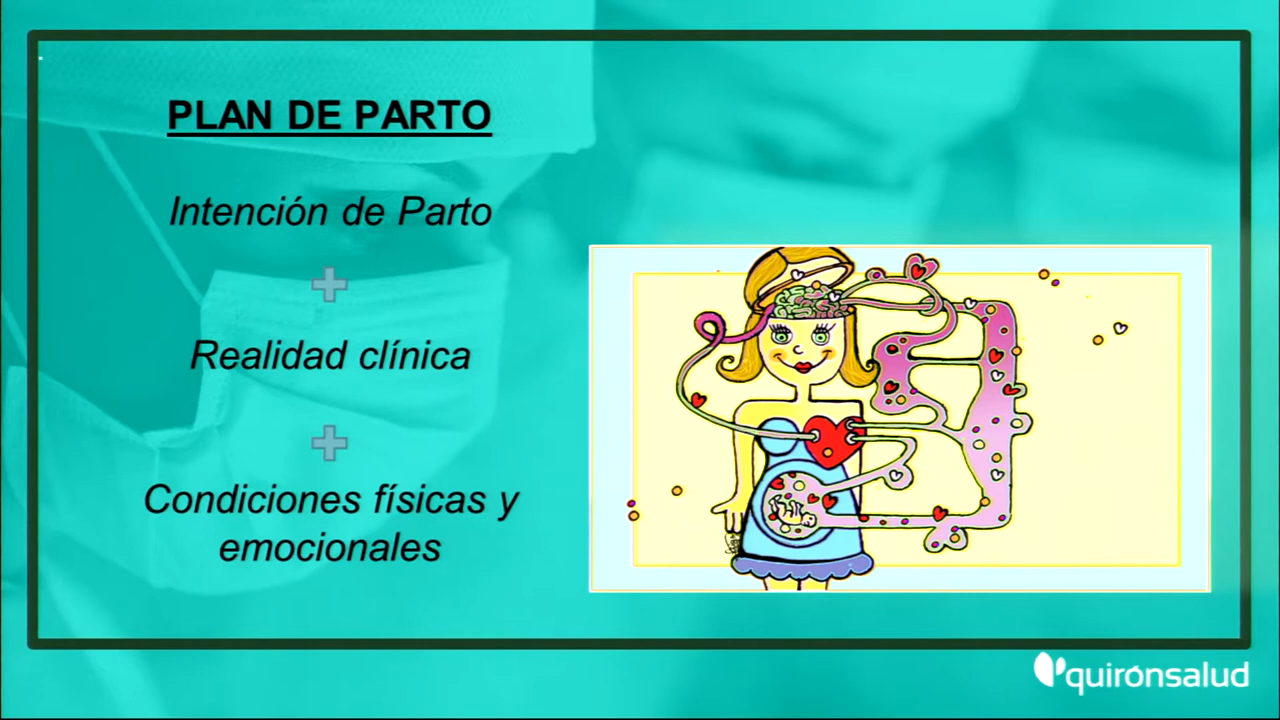 PLAN DE PARTO
Intención de Parto
Realidad clínica
Condiciones físicas y
emocionales
quirónsalud